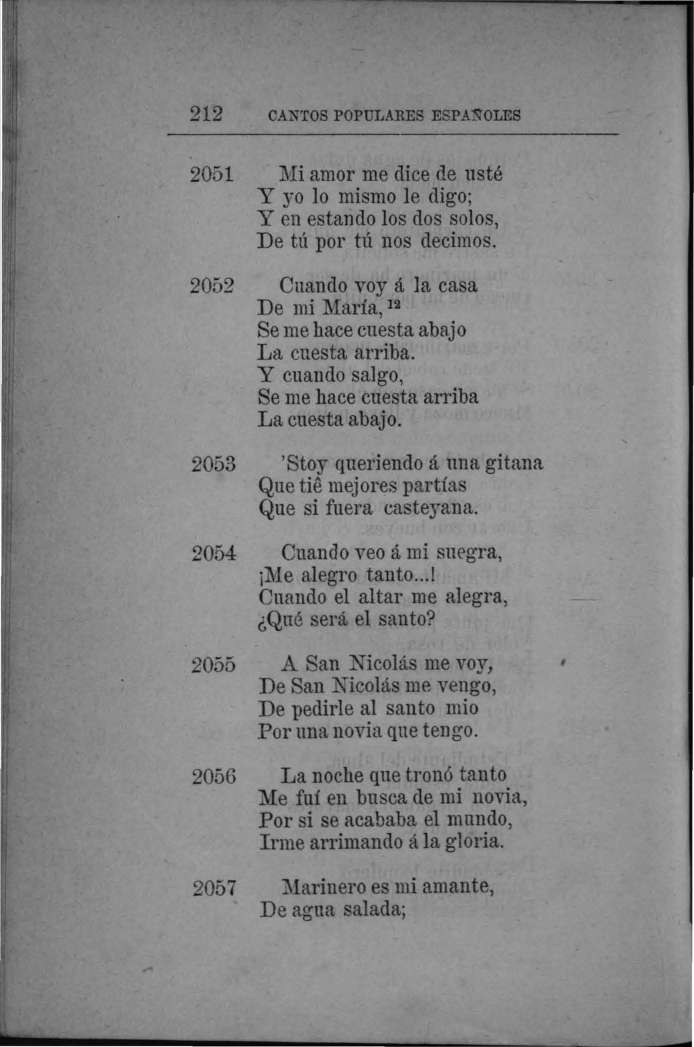 212 CANTOS POPULARES ESPAÑOLES
2051 Mi amor me dice de usté
Y yo lo mismo le digo;
Y en estando los dos solos,
De tú por tú nos decimos.
2052 Cuando voy á la casa
De mi María, ¹²
Se me hace cuesta abajo
La cuesta arriba.
Y cuando salgo,
Se me hace cuesta arriba
La cuesta abajo.
2053 'Stoy queriendo á una gitana
Que tiê mejores partías
Que si fuera casteyana.
2054 Cuando veo á mi suegra,
¡Me alegro tanto...!
Cuando el altar me alegra,
¿Qué será el santo?
2055 A San Nicolás me voy,
De San Nicolás me vengo,
De pedirle al santo mio
Por una novia que tengo.
2056 La noche que tronó tanto
Me fuí en busca de mi novia,
Por si se acababa el mundo,
Irme arrimando á la gloria.
2057 Marinero es mi amante,
De agua salada;